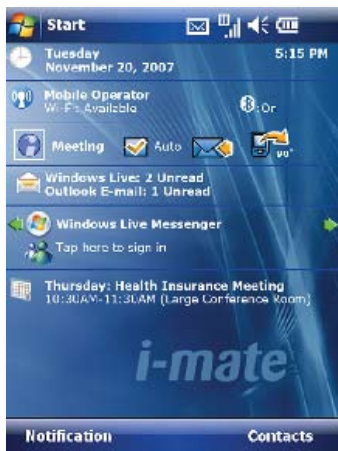 Start
Tuesday 5:15 PM
November 20, 2007
Mobile Operator
Wi-Fi: Available
Meeting Auto
Windows Live: 2 Unread
Outlook E-mail: 1 Unread
Windows Live Messenger
Tap here to sign in
Thursday: Health Insurance Meeting
10:30AM-11:30AM (Large Conference Room)
i-mate
Notification Contacts